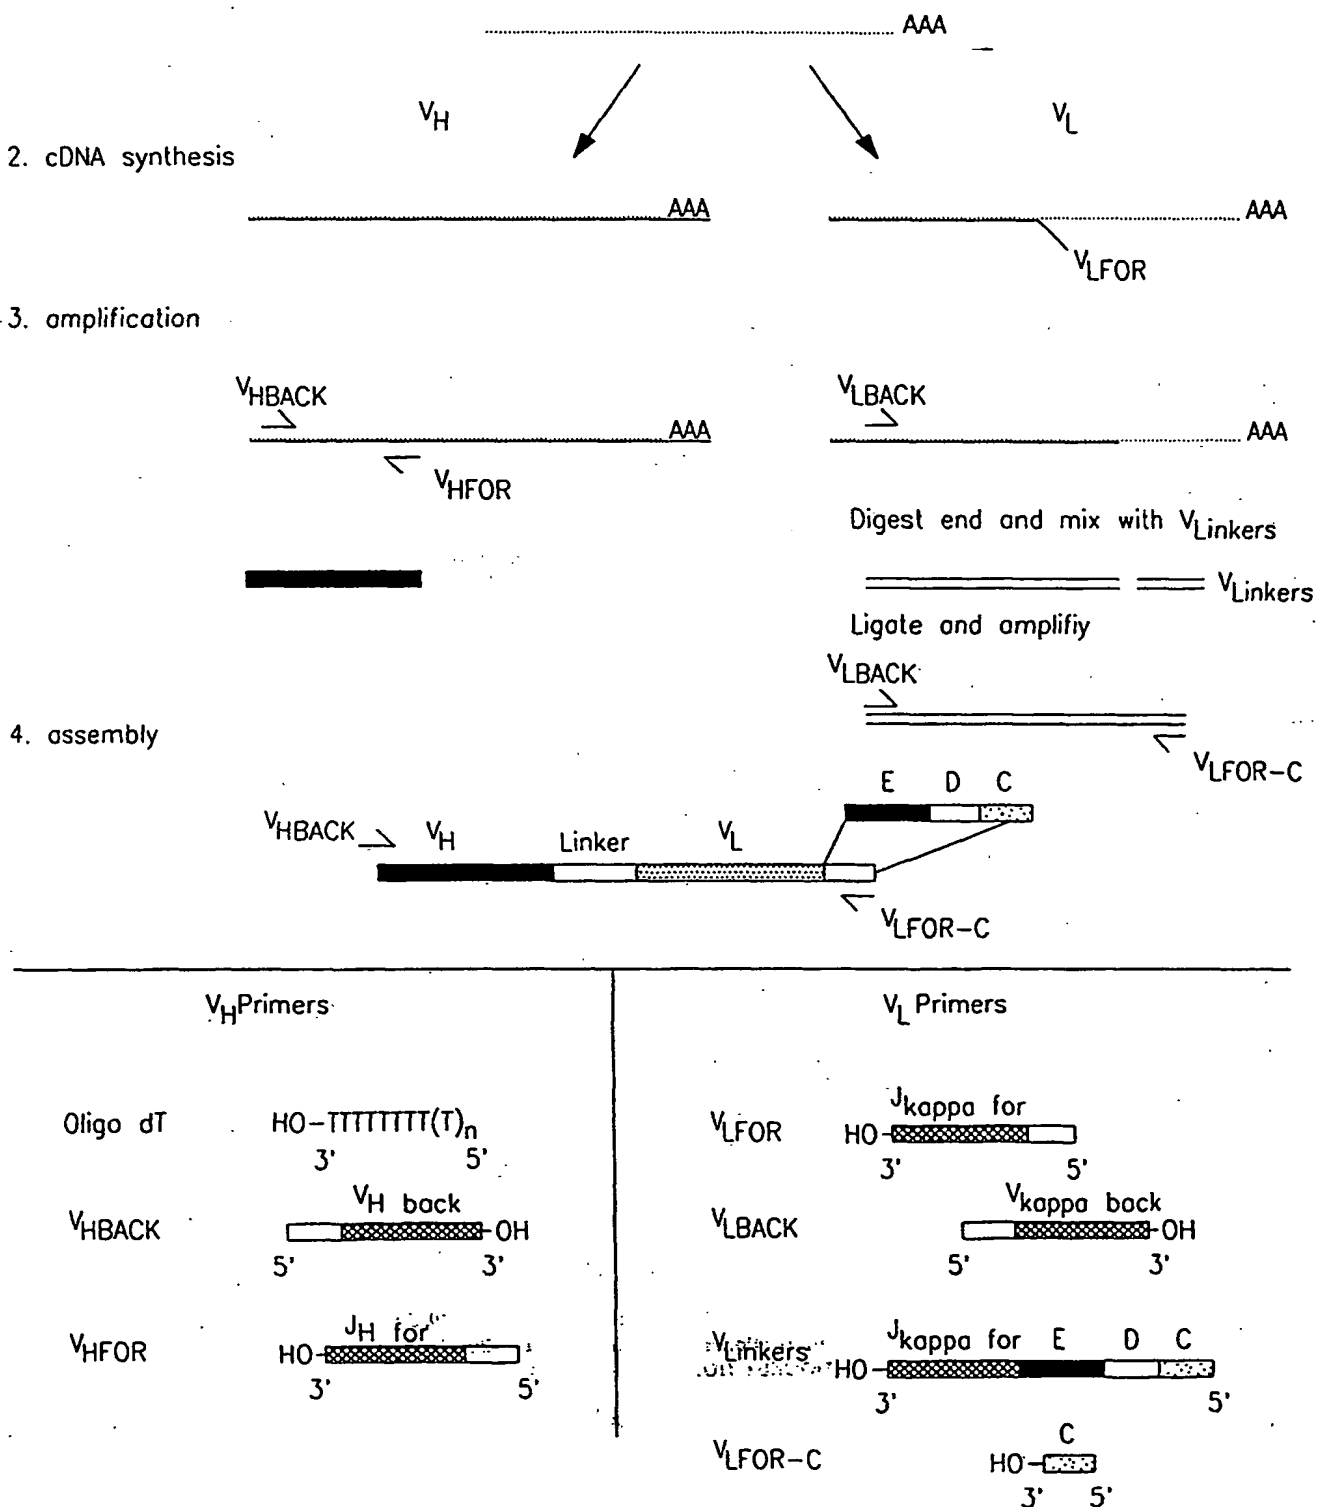 AAA
VH VL
2. cDNA synthesis
AAA AAA
VLFOR
3. amplification
VHBACK VLBACK
AAA AAA
VHFOR
Digest end and mix with VLinkers
VLinkers
Ligate and amplifiy
VLBACK
4. assembly
VLFOR-C
E D C
VHBACK VH Linker VL
VLFOR-C
VH Primers VL Primers
Oligo dT HO-TTTTTTTT(T)n
3' 5'
VLFOR Jkappa for
HO
3' 5'
VHBACK VH back
OH
5' 3'
VLBACK Vkappa back
OH
5' 3'
VHFOR JH for
HO
3' 5'
VLinkers Jkappa for E D C
HO
3' 5'
VLFOR-C C
HO
3' 5'